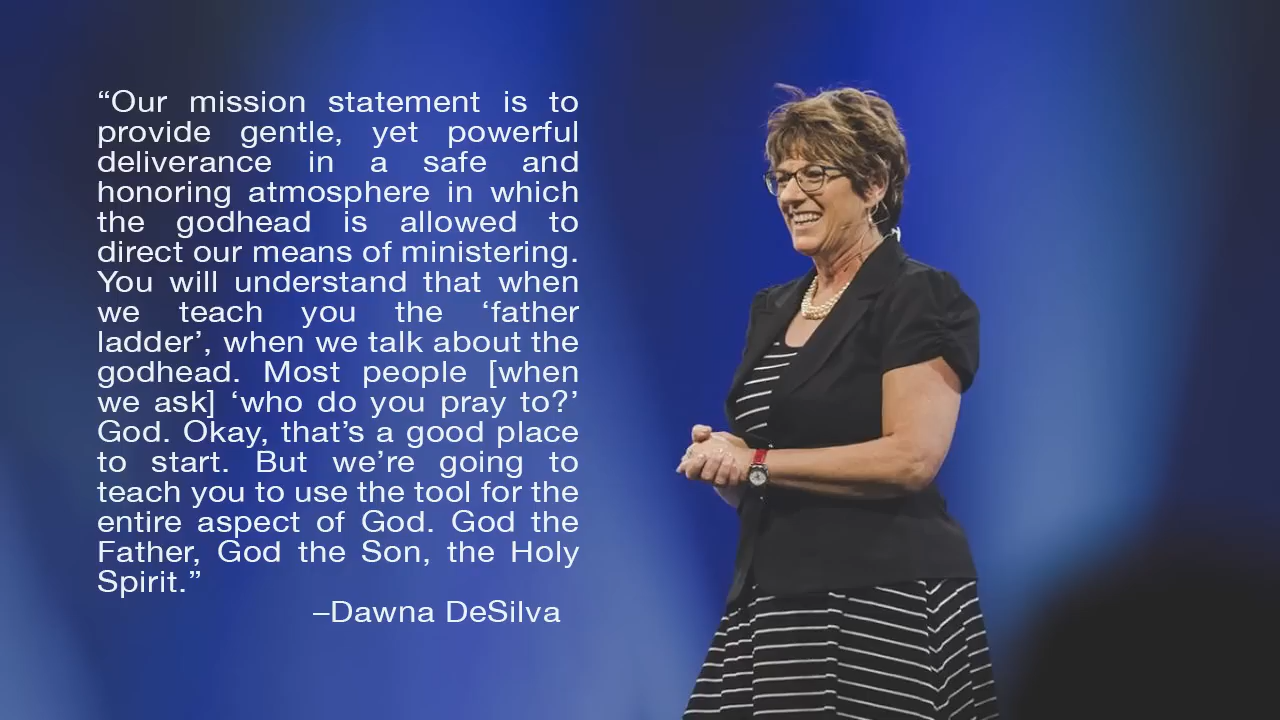 “Our mission statement is to
provide gentle, yet powerful
deliverance in a safe and
honoring atmosphere in which
the godhead is allowed to
direct our means of ministering.
You will understand that when
we teach you the ‘father
ladder’, when we talk about the
godhead. Most people [when
we ask] ‘who do you pray to?’
God. Okay, that’s a good place
to start. But we’re going to
teach you to use the tool for the
entire aspect of God. God the
Father, God the Son, the Holy
Spirit.”
–Dawna DeSilva